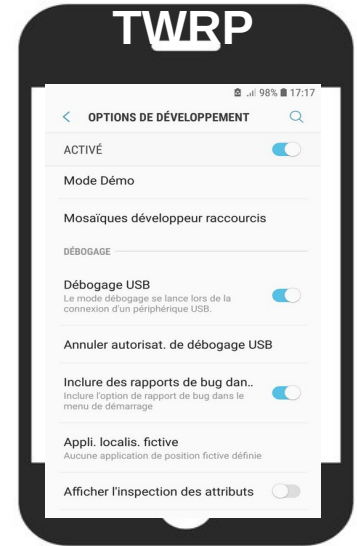 TWRP
98% 17:17
OPTIONS DE DÉVELOPPEMENT
ACTIVÉ
Mode Démo
Mosaïques développeur raccourcis
DÉBOGAGE
Débogage USB
Le mode débogage se lance lors de la
connexion d'un périphérique USB.
Annuler autorisat. de débogage USB
Inclure des rapports de bug dan..
Inclure l'option de rapport de bug dans le
menu de démarrage
Appli. localis. fictive
Aucune application de position fictive définie
Afficher l'inspection des attributs